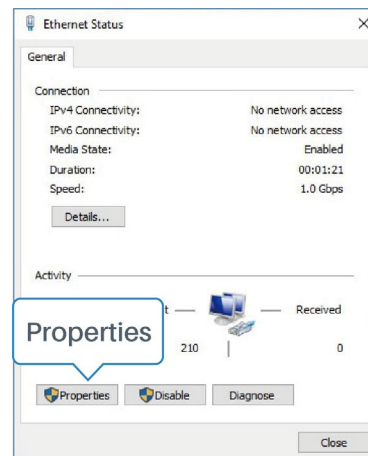 Ethernet Status
General
Connection
IPv4 Connectivity: No network access
IPv6 Connectivity: No network access
Media State: Enabled
Duration: 00:01:21
Speed: 1.0 Gbps
Details...
Activity
Received
Properties
210 | 0
Properties Disable Diagnose
Close